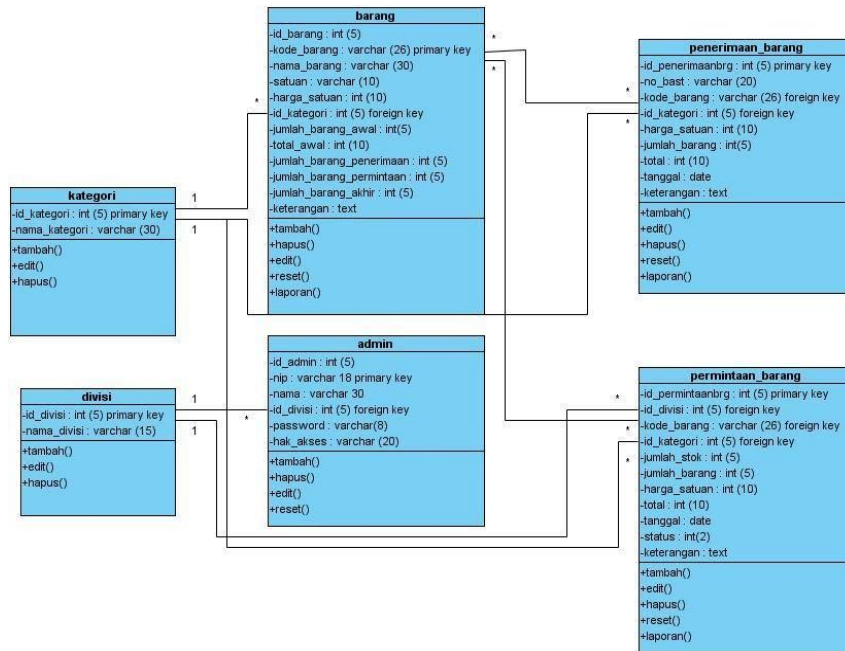 barang
-id_barang : int (5)
-kode_barang : varchar (26) primary key
-nama_barang : varchar (30)
-satuan : varchar (10)
-harga_satuan : int (10)
-id_kategori : int (5) foreign key
-jumlah_barang_awal : int(5)
-total_awal : int (10)
-jumlah_barang_penerimaan : int (5)
-jumlah_barang_permintaan : int (5)
-jumlah_barang_akhir : int (5)
-keterangan : text
+tambah()
+hapus()
+edit()
+reset()
+laporan()
penerimaan_barang
-id_penerimaanbrg : int (5) primary key
-no_bast : varchar (20)
-kode_barang : varchar (26) foreign key
-id_kategori : int (5) foreign key
-harga_satuan : int (10)
-jumlah_barang : int(5)
-total : int (10)
-tanggal : date
-keterangan : text
+tambah()
+edit()
+hapus()
+reset()
+laporan()
kategori
-id_kategori : int (5) primary key
-nama_kategori : varchar (30)
+tambah()
+edit()
+hapus()
admin
-id_admin : int (5)
-nip : varchar 18 primary key
-nama : varchar 30
-id_divisi : int (5) foreign key
-password : varchar(8)
-hak_akses : varchar (20)
+tambah()
+hapus()
+edit()
+reset()
divisi
-id_divisi : int (5) primary key
-nama_divisi : varchar (15)
+tambah()
+edit()
+hapus()
permintaan_barang
-id_permintaanbrg : int (5) primary key
-id_divisi : int (5) foreign key
-kode_barang : varchar (26) foreign key
-id_kategori : int (5) foreign key
-jumlah_stok : int (5)
-jumlah_barang : int (5)
-harga_satuan : int (10)
-total : int (10)
-tanggal : date
-status : int(2)
-keterangan : text
+tambah()
+edit()
+hapus()
+reset()
+laporan()
1
*
1
*
*
*
*
1
*
1
*
*
*